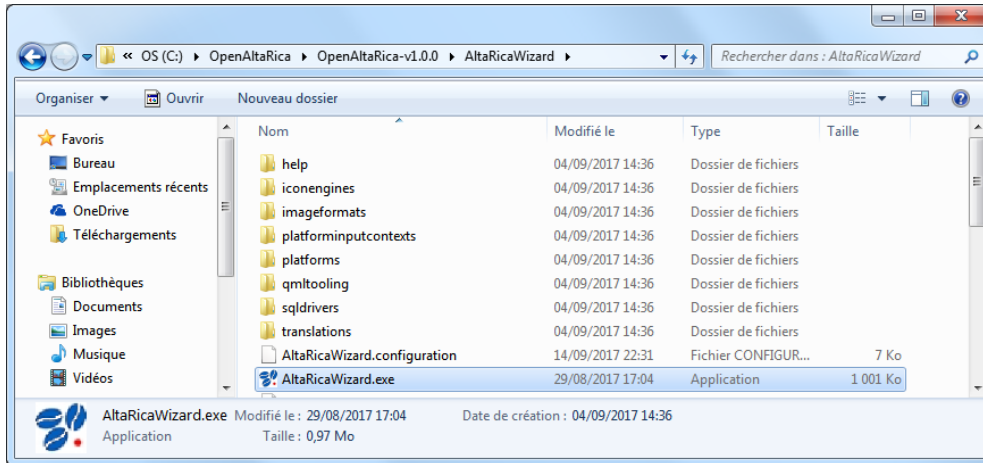 « OS (C:) ▸ OpenAltaRica ▸ OpenAltaRica-v1.0.0 ▸ AltaRicaWizard ▸ Rechercher dans : AltaRicaWizard
Organiser Ouvrir Nouveau dossier
Favoris
Bureau
Emplacements récents
OneDrive
Téléchargements
Bibliothèques
Documents
Images
Musique
Vidéos
Nom Modifié le Type Taille
help 04/09/2017 14:36 Dossier de fichiers
iconengines 04/09/2017 14:36 Dossier de fichiers
imageformats 04/09/2017 14:36 Dossier de fichiers
platforminputcontexts 04/09/2017 14:36 Dossier de fichiers
platforms 04/09/2017 14:36 Dossier de fichiers
qmltooling 04/09/2017 14:36 Dossier de fichiers
sqldrivers 04/09/2017 14:36 Dossier de fichiers
translations 04/09/2017 14:36 Dossier de fichiers
AltaRicaWizard.configuration 14/09/2017 22:31 Fichier CONFIGUR... 7 Ko
AltaRicaWizard.exe 29/08/2017 17:04 Application 1 001 Ko
AltaRicaWizard.exe Modifié le : 29/08/2017 17:04 Date de création : 04/09/2017 14:36
Application Taille : 0,97 Mo